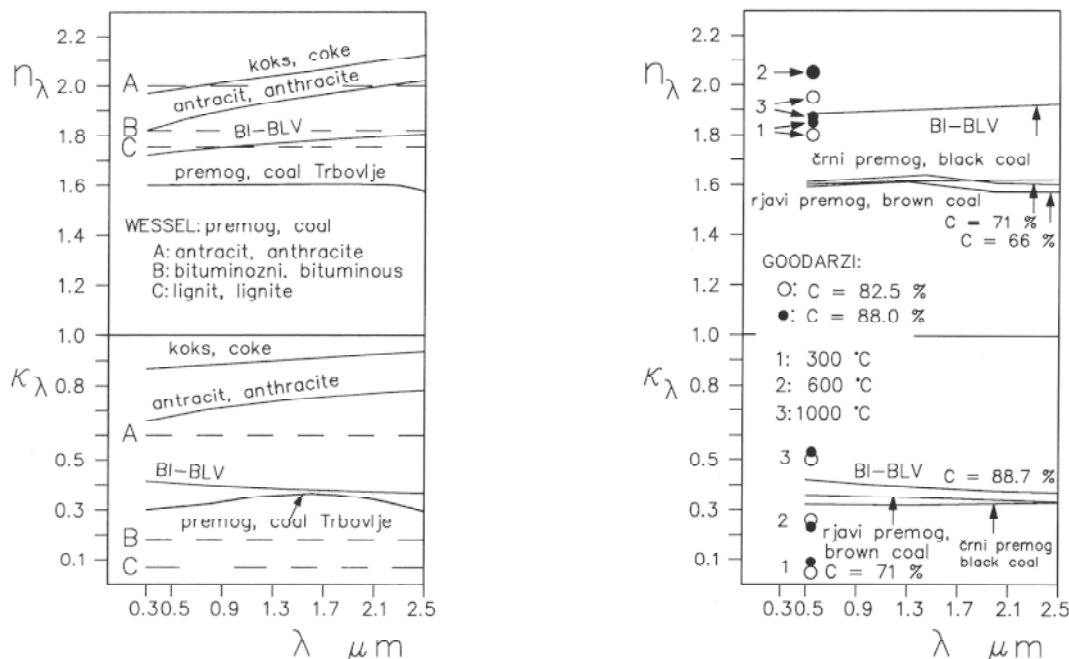 2.2
n λ
2.0
1.8
1.6
1.4
1.2
1.0
κ λ
0.8
0.5
0.3
0.1
A
B
C
koks, coke
antracit, anthracite
BI-BLV
premog, coal Trbovlje
WESSEL: premog, coal
A: antracit, anthracite
B: bituminozni. bituminous
C: lignit, lignite
koks, coke
antracit, anthracite
A
BI-BLV
premog, coal Trbovlje
B
C
0.3 0.5 0.9 1.3 1.7 2.1 2.5
λ μm
2.2
n λ
2.0
1.8
1.6
1.4
1.2
1.0
κ λ
0.8
0.5
0.3
0.1
2
3
1
BI-BLV
črni premog, black coal
rjavi premog, brown coal
C - 71 %
C = 66 %
GOODARZI:
○: C = 82.5 %
●: C = 88.0 %
1: 300 °C
2: 600 °C
3: 1000 °C
3
BI-BLV C = 88.7 %
2
rjavi premog,
brown coal
C = 71 %
črni premog
black coal
1
0.3 0.5 0.9 1.3 1.7 2.1 2.5
λ μm